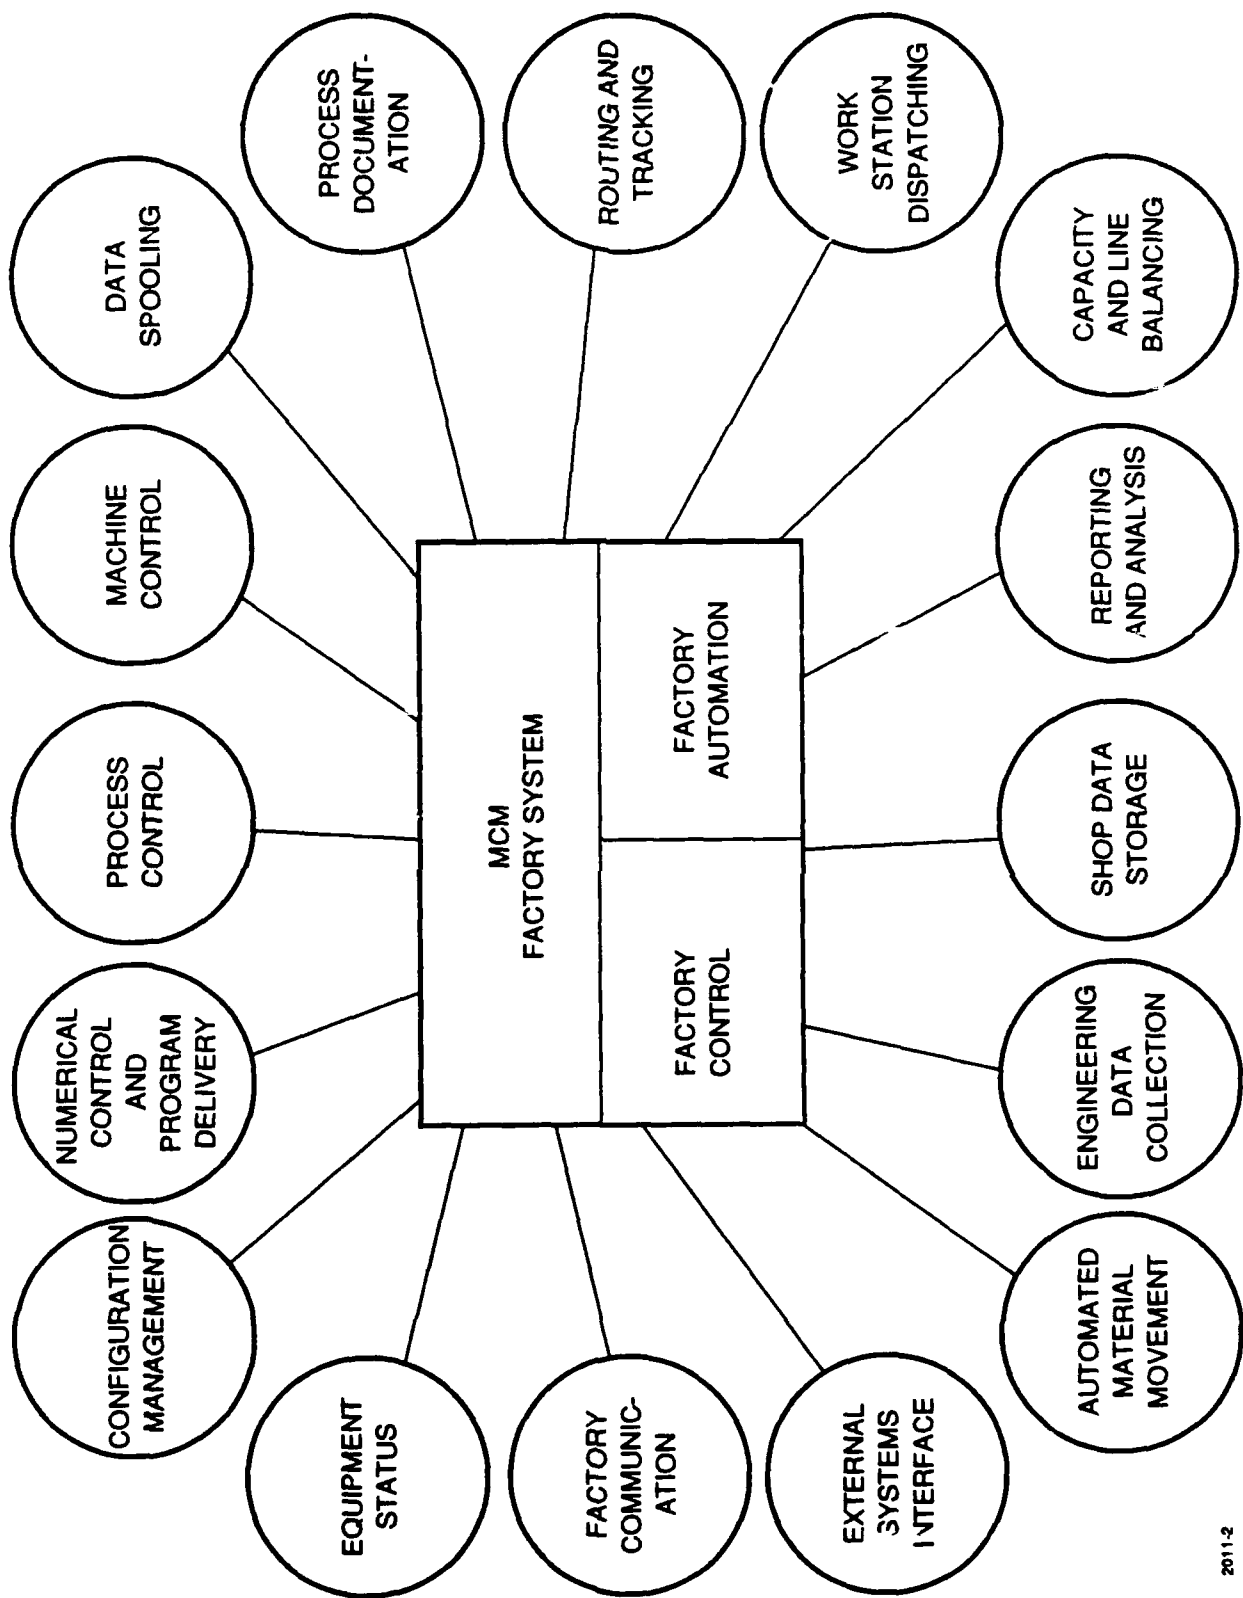 CONFIGURATION
MANAGEMENT
NUMERICAL
CONTROL
AND
PROGRAM
DELIVERY
PROCESS
CONTROL
MACHINE
CONTROL
DATA
SPOOLING
EQUIPMENT
STATUS
PROCESS
DOCUMENT-
ATION
FACTORY
COMMUNIC-
ATION
MCM
FACTORY SYSTEM
ROUTING AND
TRACKING
FACTORY
CONTROL
FACTORY
AUTOMATION
EXTERNAL
SYSTEMS
INTERFACE
WORK
STATION
DISPATCHING
AUTOMATED
MATERIAL
MOVEMENT
ENGINEERING
DATA
COLLECTION
SHOP DATA
STORAGE
REPORTING
AND ANALYSIS
CAPACITY
AND LINE
BALANCING
2011-2